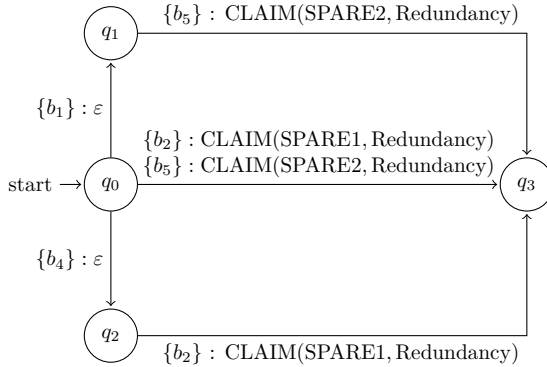 {b₅} : CLAIM(SPARE2, Redundancy)
q₁
{b₁} : ε
{b₂} : CLAIM(SPARE1, Redundancy)
{b₅} : CLAIM(SPARE2, Redundancy)
start q₀ q₃
{b₄} : ε
q₂
{b₂} : CLAIM(SPARE1, Redundancy)